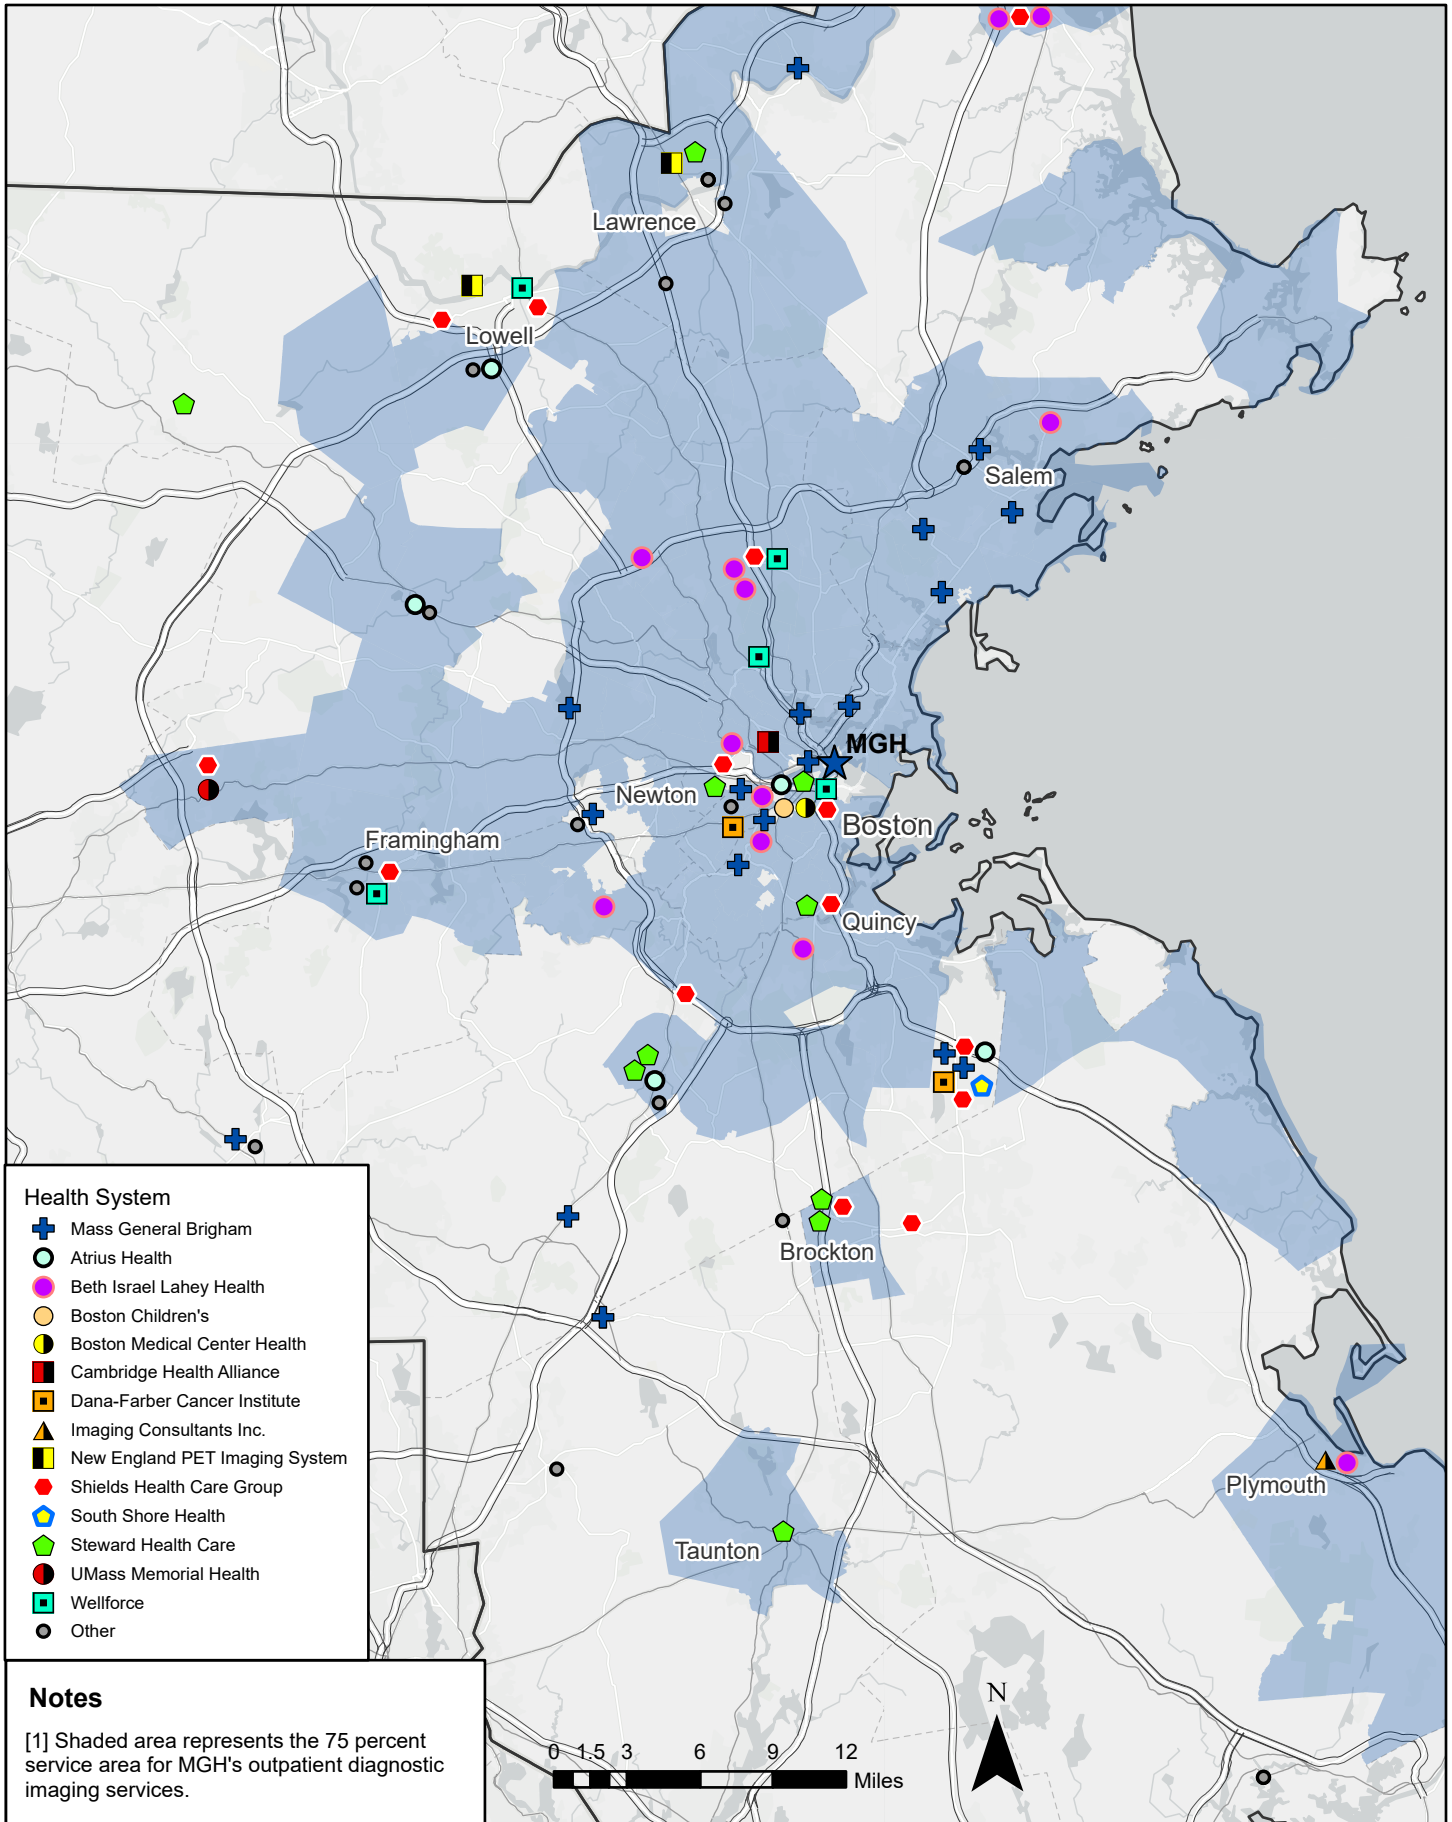 Lawrence
Lowell
Salem
MGH
Newton
Boston
Framingham
Quincy
Brockton
Plymouth
Taunton
Health System
Mass General Brigham
Atrius Health
Beth Israel Lahey Health
Boston Children's
Boston Medical Center Health
Cambridge Health Alliance
Dana-Farber Cancer Institute
Imaging Consultants Inc.
New England PET Imaging System
Shields Health Care Group
South Shore Health
Steward Health Care
UMass Memorial Health
Wellforce
Other
Notes
[1] Shaded area represents the 75 percent
service area for MGH's outpatient diagnostic
imaging services.
0 1.5 3 6 9 12
Miles
N